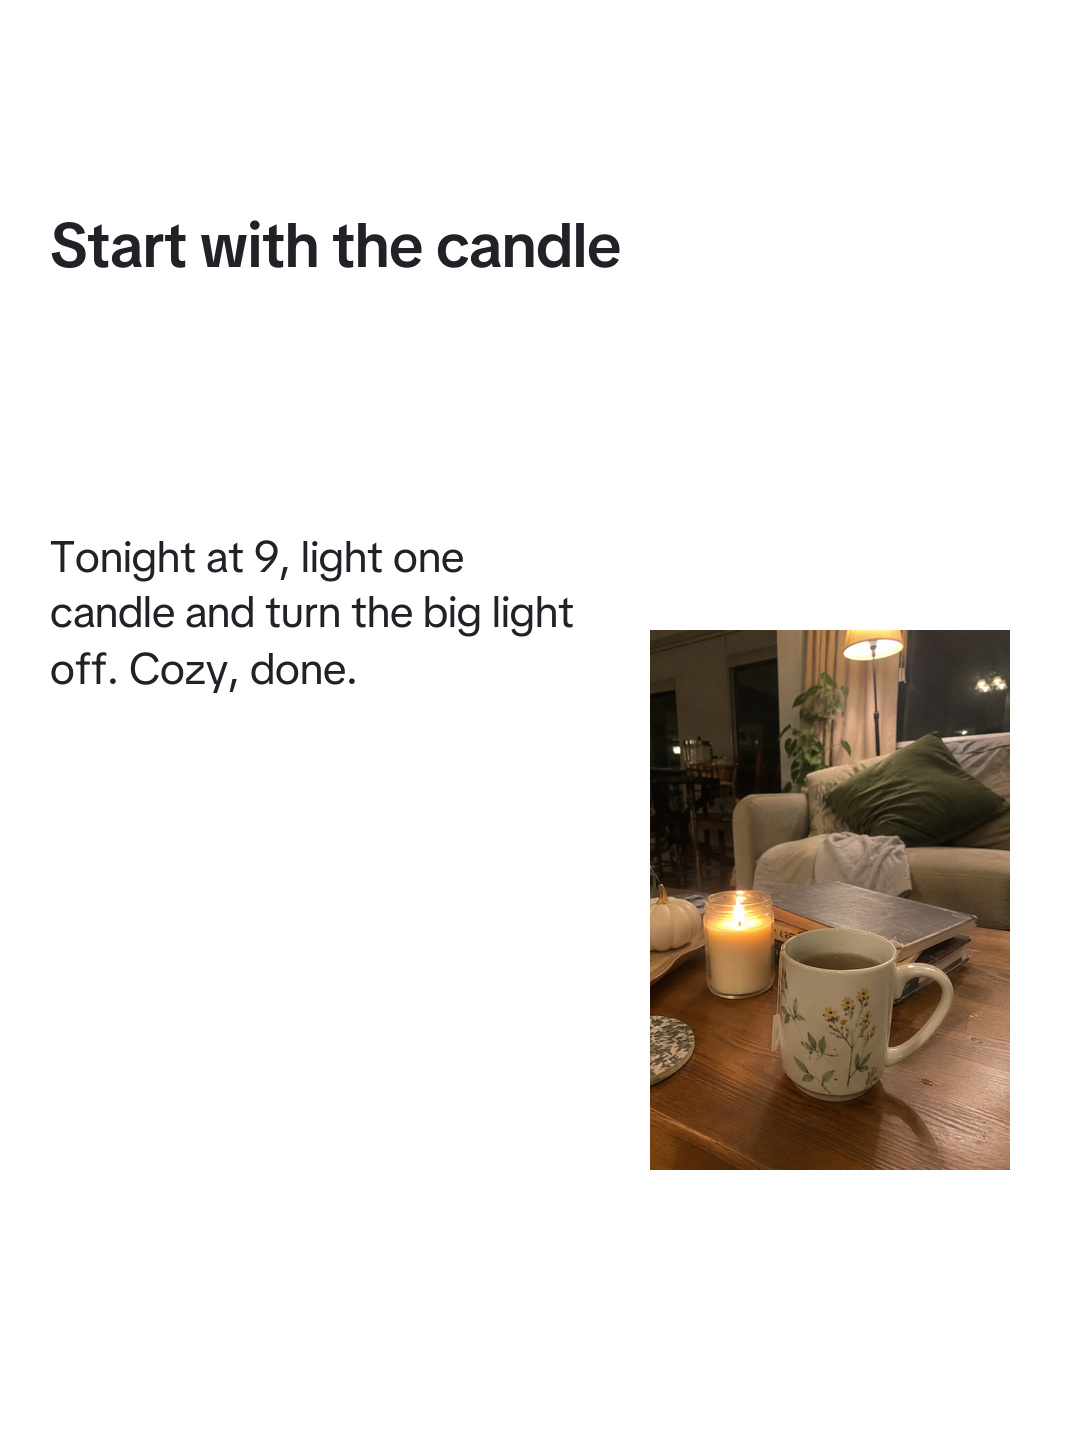 Start with the candle
Tonight at 9, light one
candle and turn the big light
off. Cozy, done.